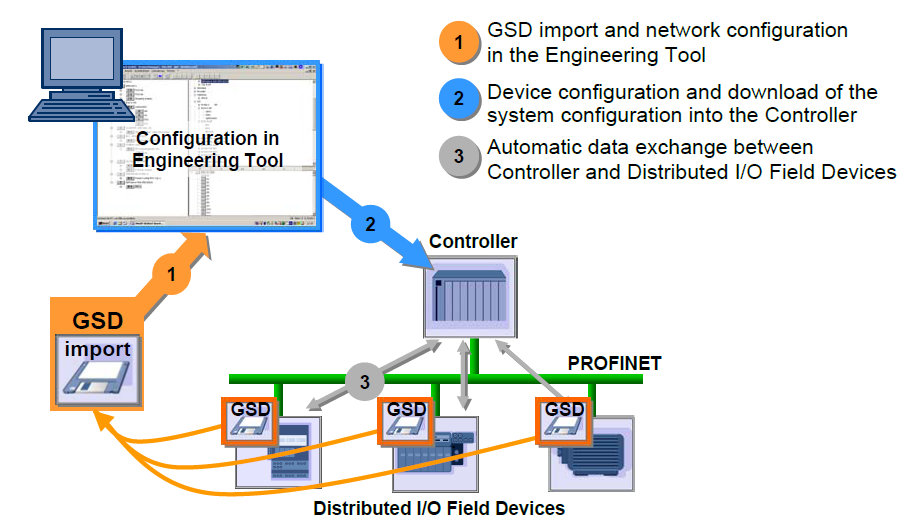 1
GSD import and network configuration
in the Engineering Tool
2
Device configuration and download of the
system configuration into the Controller
3
Automatic data exchange between
Controller and Distributed I/O Field Devices
Configuration in
Engineering Tool
2
Controller
1
GSD
import
PROFINET
3
GSD
GSD
GSD
Distributed I/O Field Devices